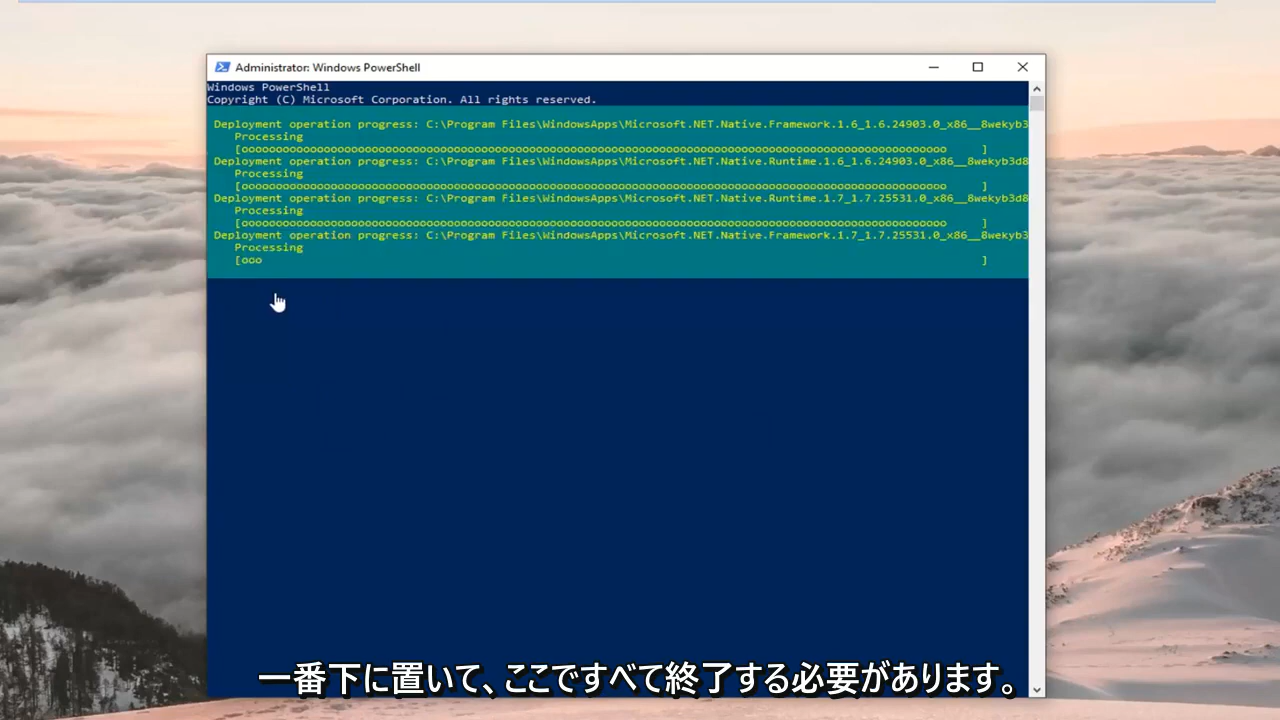 Administrator: Windows PowerShell
Windows PowerShell
Copyright (C) Microsoft Corporation. All rights reserved.
Deployment operation progress: C:\Program Files\WindowsApps\Microsoft.NET.Native.Framework.1.6_1.6.24903.0_x86__8wekyb3
Processing
[oooooooooooooooooooooooooooooooooooooooooooooooooooooooooooooooooooooooooooooooooooooooooooooooooooooo     ]
Deployment operation progress: C:\Program Files\WindowsApps\Microsoft.NET.Native.Runtime.1.6_1.6.24903.0_x86__8wekyb3d8
Processing
[oooooooooooooooooooooooooooooooooooooooooooooooooooooooooooooooooooooooooooooooooooooooooooooooooooooo     ]
Deployment operation progress: C:\Program Files\WindowsApps\Microsoft.NET.Native.Runtime.1.7_1.7.25531.0_x86__8wekyb3d8
Processing
[oooooooooooooooooooooooooooooooooooooooooooooooooooooooooooooooooooooooooooooooooooooooooooooooooooooo     ]
Deployment operation progress: C:\Program Files\WindowsApps\Microsoft.NET.Native.Framework.1.7_1.7.25531.0_x86__8wekyb3
Processing
[ooo     ]
一番下に置いて、ここですべて終了する必要があります。